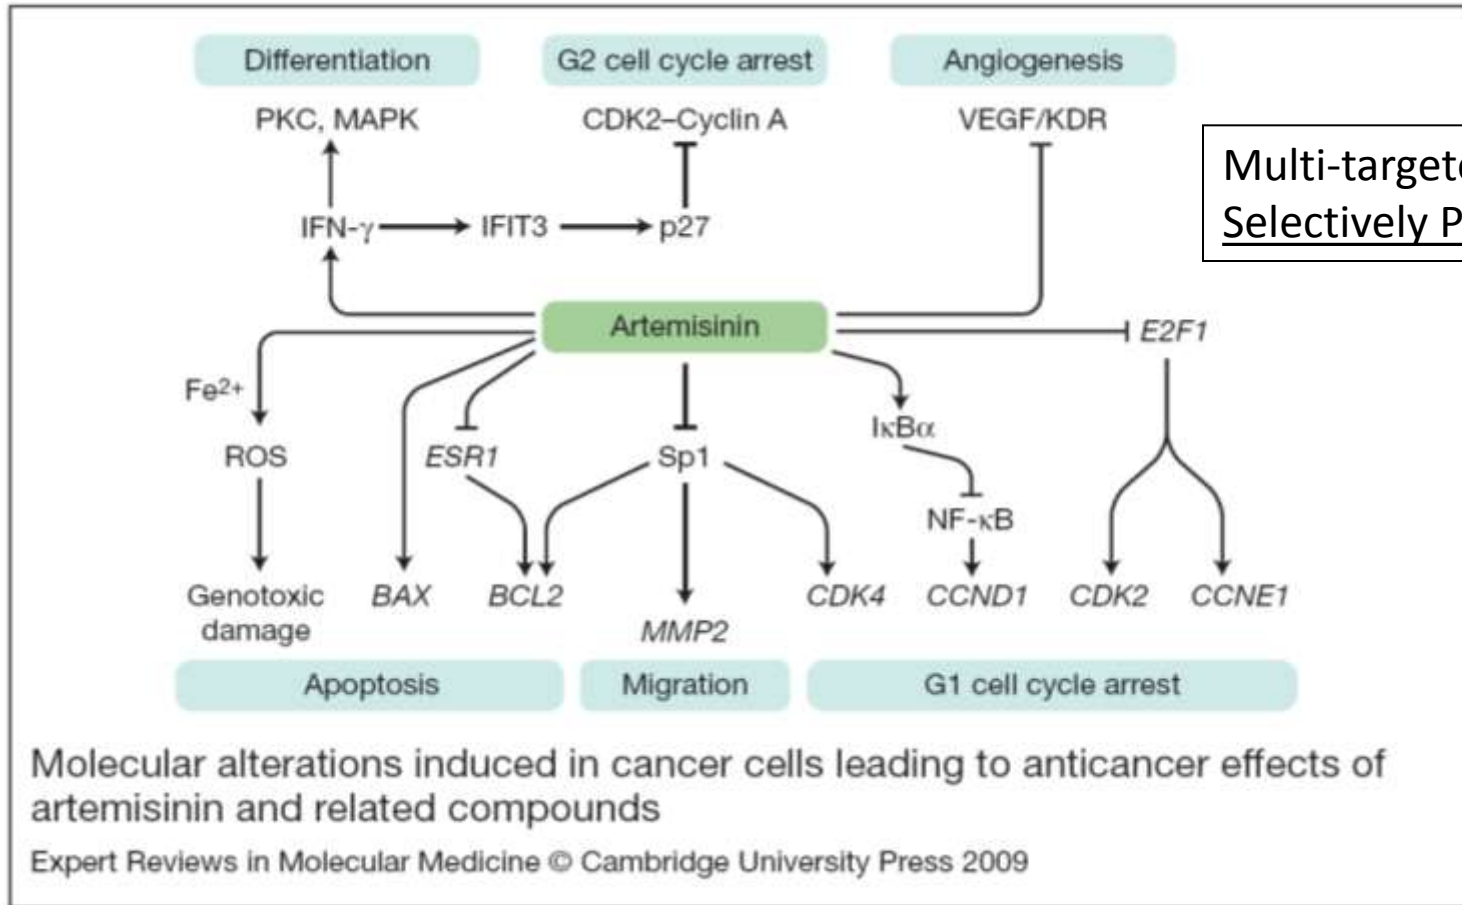 Differentiation
G2 cell cycle arrest
Angiogenesis
PKC, MAPK
CDK2–Cyclin A
VEGF/KDR
Multi-targete
Selectively P
IFN-γ
IFIT3
p27
Artemisinin
E2F1
Fe2+
IκBα
ROS
ESR1
Sp1
NF-κB
Genotoxic
damage
BAX
BCL2
MMP2
CDK4
CCND1
CDK2
CCNE1
Apoptosis
Migration
G1 cell cycle arrest
Molecular alterations induced in cancer cells leading to anticancer effects of
artemisinin and related compounds
Expert Reviews in Molecular Medicine © Cambridge University Press 2009